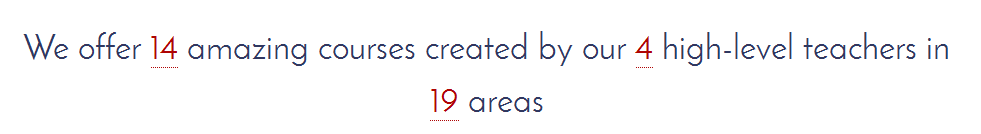 We offer 14 amazing courses created by our 4 high-level teachers in
19 areas